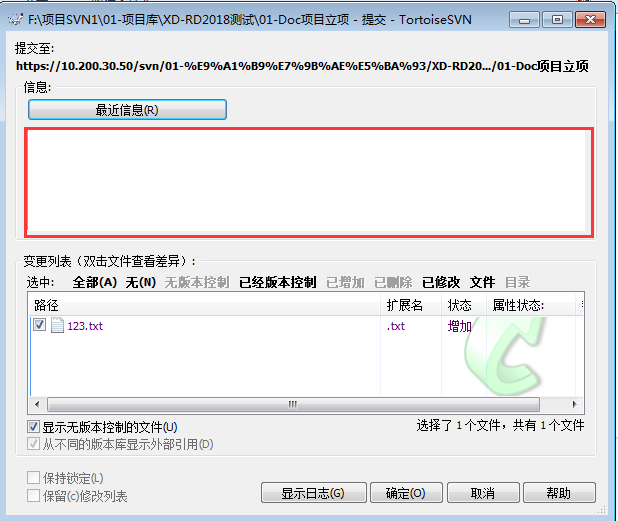 F:\项目SVN1\01-项目库\XD-RD2018测试\01-Doc项目立项 - 提交 - TortoiseSVN
提交至:
https://10.200.30.50/svn/01-%E9%A1%B9%E7%9B%AE%E5%BA%93/XD-RD20.../01-Doc项目立项
信息:
最近信息(R)
变更列表（双击文件查看差异）:
选中: 全部(A) 无(N) 无版本控制 已经版本控制 已增加 已删除 已修改 文件 目录
路径 扩展名 状态 属性状态:
123.txt .txt 增加
显示无版本控制的文件(U) 选择了 1 个文件，共有 1 个文件
从不同的版本库显示外部引用(D)
保持锁定(L)
保留(c)修改列表
显示日志(G) 确定(O) 取消 帮助